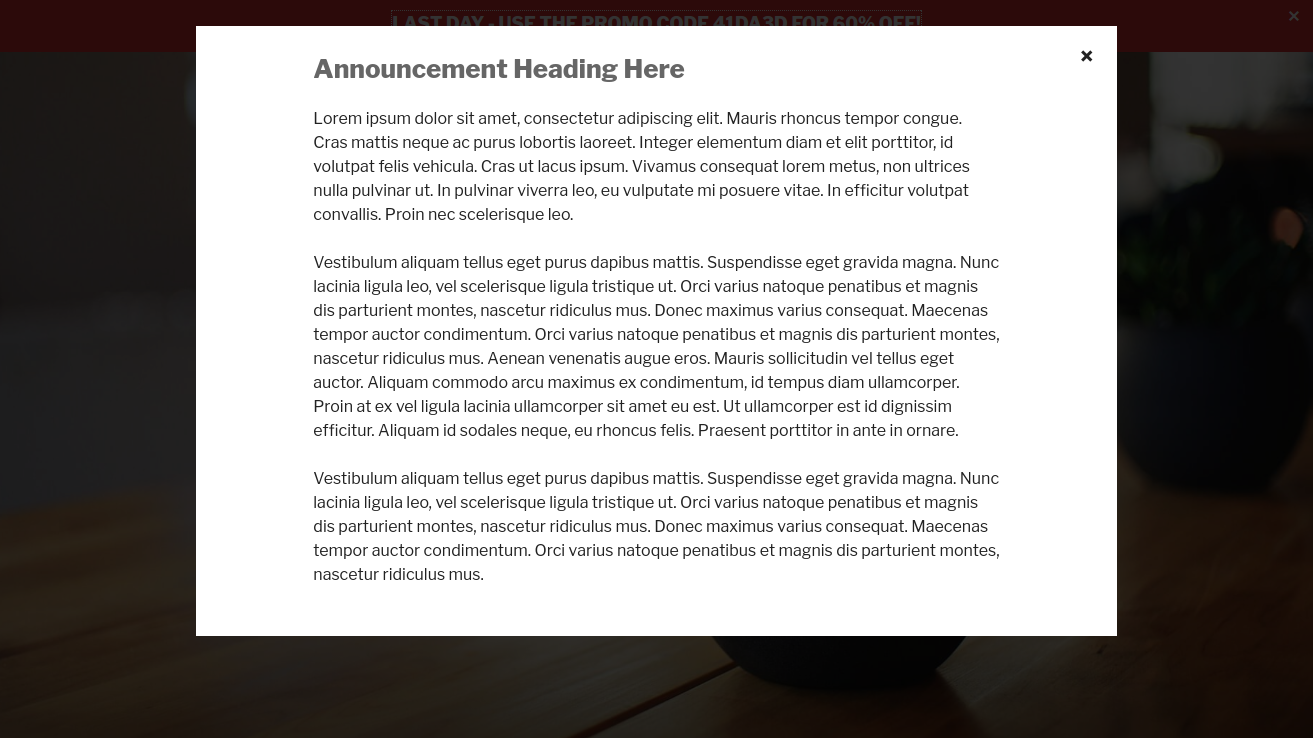 LAST DAY - USE THE PROMO CODE 41DA3D FOR 60% OFF!
×
×
Announcement Heading Here
Lorem ipsum dolor sit amet, consectetur adipiscing elit. Mauris rhoncus tempor congue.
Cras mattis neque ac purus lobortis laoreet. Integer elementum diam et elit porttitor, id
volutpat felis vehicula. Cras ut lacus ipsum. Vivamus consequat lorem metus, non ultrices
nulla pulvinar ut. In pulvinar viverra leo, eu vulputate mi posuere vitae. In efficitur volutpat
convallis. Proin nec scelerisque leo.
Vestibulum aliquam tellus eget purus dapibus mattis. Suspendisse eget gravida magna. Nunc
lacinia ligula leo, vel scelerisque ligula tristique ut. Orci varius natoque penatibus et magnis
dis parturient montes, nascetur ridiculus mus. Donec maximus varius consequat. Maecenas
tempor auctor condimentum. Orci varius natoque penatibus et magnis dis parturient montes,
nascetur ridiculus mus. Aenean venenatis augue eros. Mauris sollicitudin vel tellus eget
auctor. Aliquam commodo arcu maximus ex condimentum, id tempus diam ullamcorper.
Proin at ex vel ligula lacinia ullamcorper sit amet eu est. Ut ullamcorper est id dignissim
efficitur. Aliquam id sodales neque, eu rhoncus felis. Praesent porttitor in ante in ornare.
Vestibulum aliquam tellus eget purus dapibus mattis. Suspendisse eget gravida magna. Nunc
lacinia ligula leo, vel scelerisque ligula tristique ut. Orci varius natoque penatibus et magnis
dis parturient montes, nascetur ridiculus mus. Donec maximus varius consequat. Maecenas
tempor auctor condimentum. Orci varius natoque penatibus et magnis dis parturient montes,
nascetur ridiculus mus.